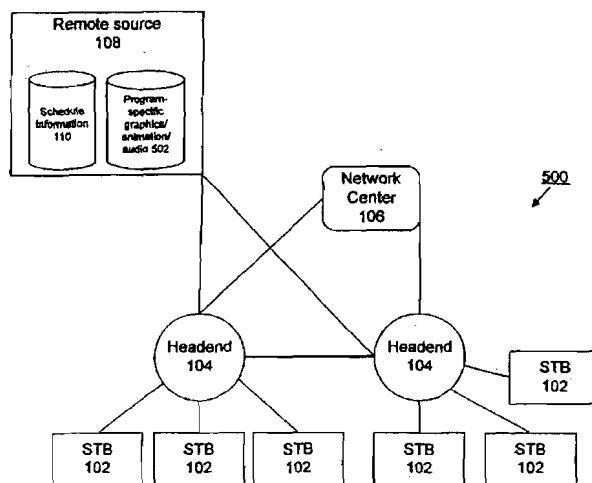 Remote source
108
Schedule
Information
110
Program-
specific
graphics/
animation/
audio 502
Network
Center
106
500
Headend
104
Headend
104
STB
102
STB
102
STB
102
STB
102
STB
102
STB
102